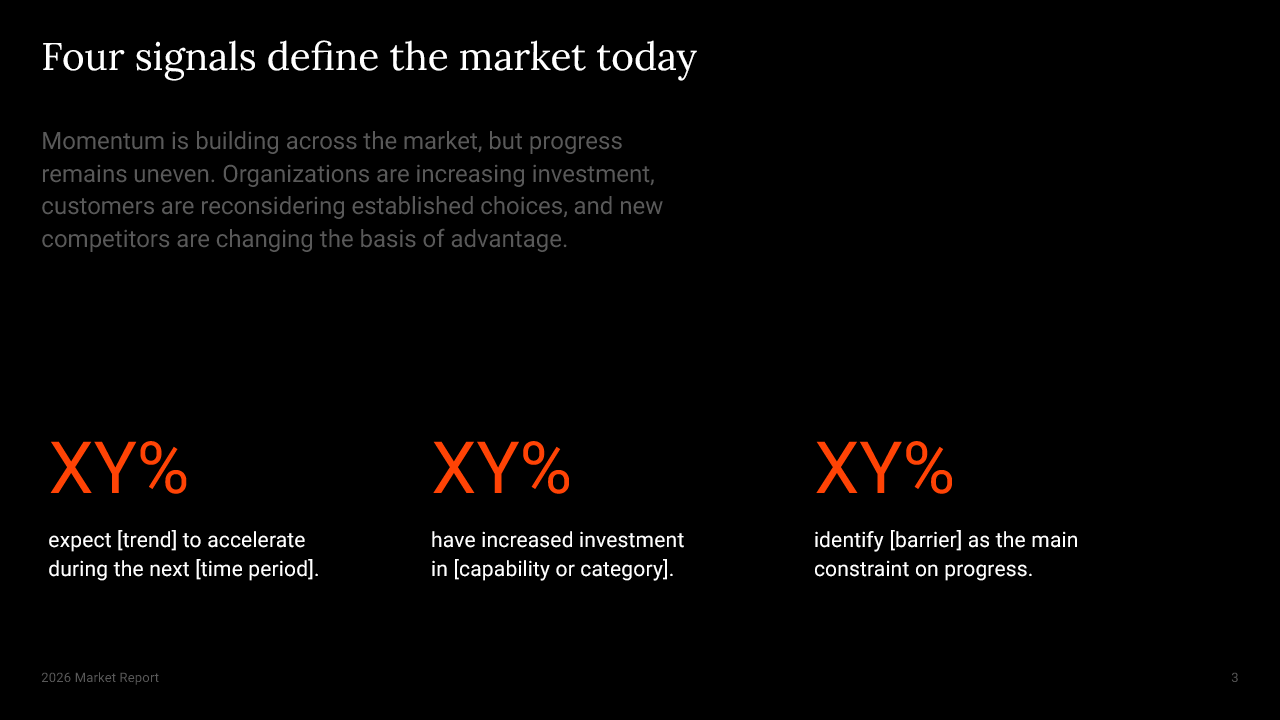 Four signals define the market today
Momentum is building across the market, but progress
remains uneven. Organizations are increasing investment,
customers are reconsidering established choices, and new
competitors are changing the basis of advantage.
XY%
expect [trend] to accelerate
during the next [time period].
XY%
have increased investment
in [capability or category].
XY%
identify [barrier] as the main
constraint on progress.
2026 Market Report
3